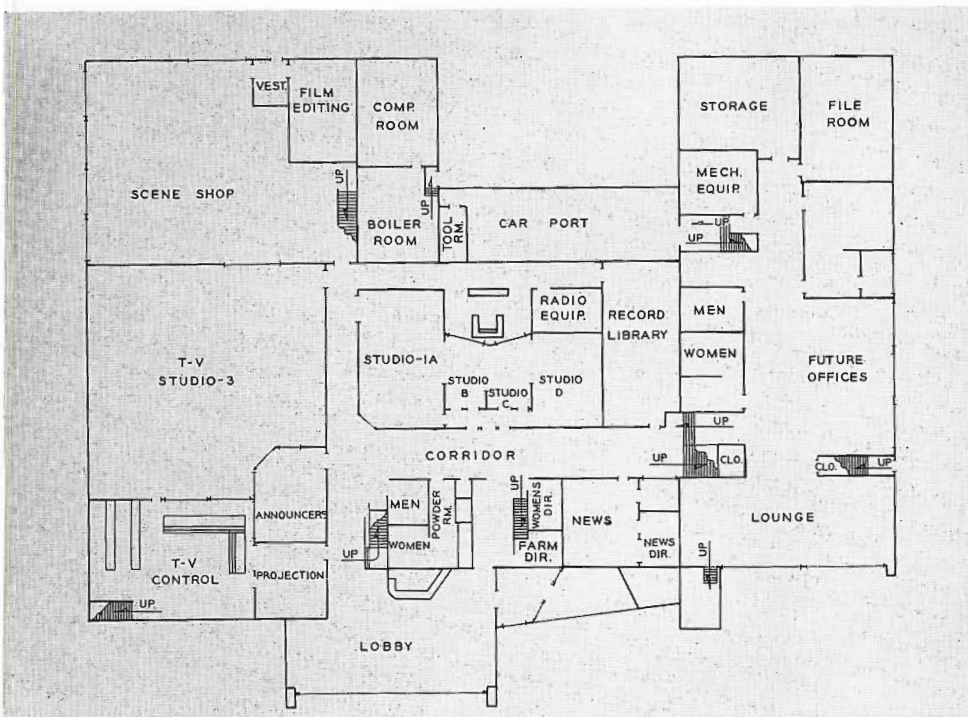 VEST.
FILM
EDITING
COMP.
ROOM
STORAGE
FILE
ROOM
SCENE SHOP
UP
BOILER
ROOM
UP
TOOL
RM.
CAR PORT
MECH.
EQUIP.
UP
UP
T-V
STUDIO-3
STUDIO-1A
RADIO
EQUIP.
RECORD
LIBRARY
MEN
WOMEN
FUTURE
OFFICES
STUDIO
B
STUDIO
C
STUDIO
D
UP
UP
CLO.
CLO.
UP
CORRIDOR
ANNOUNCERS
MEN
WOMEN
UP
POWDER
RM.
UP
WOMENS
DIR.
FARM
DIR.
NEWS
NEWS
DIR.
LOUNGE
UP
T-V
CONTROL
PROJECTION
UP
LOBBY